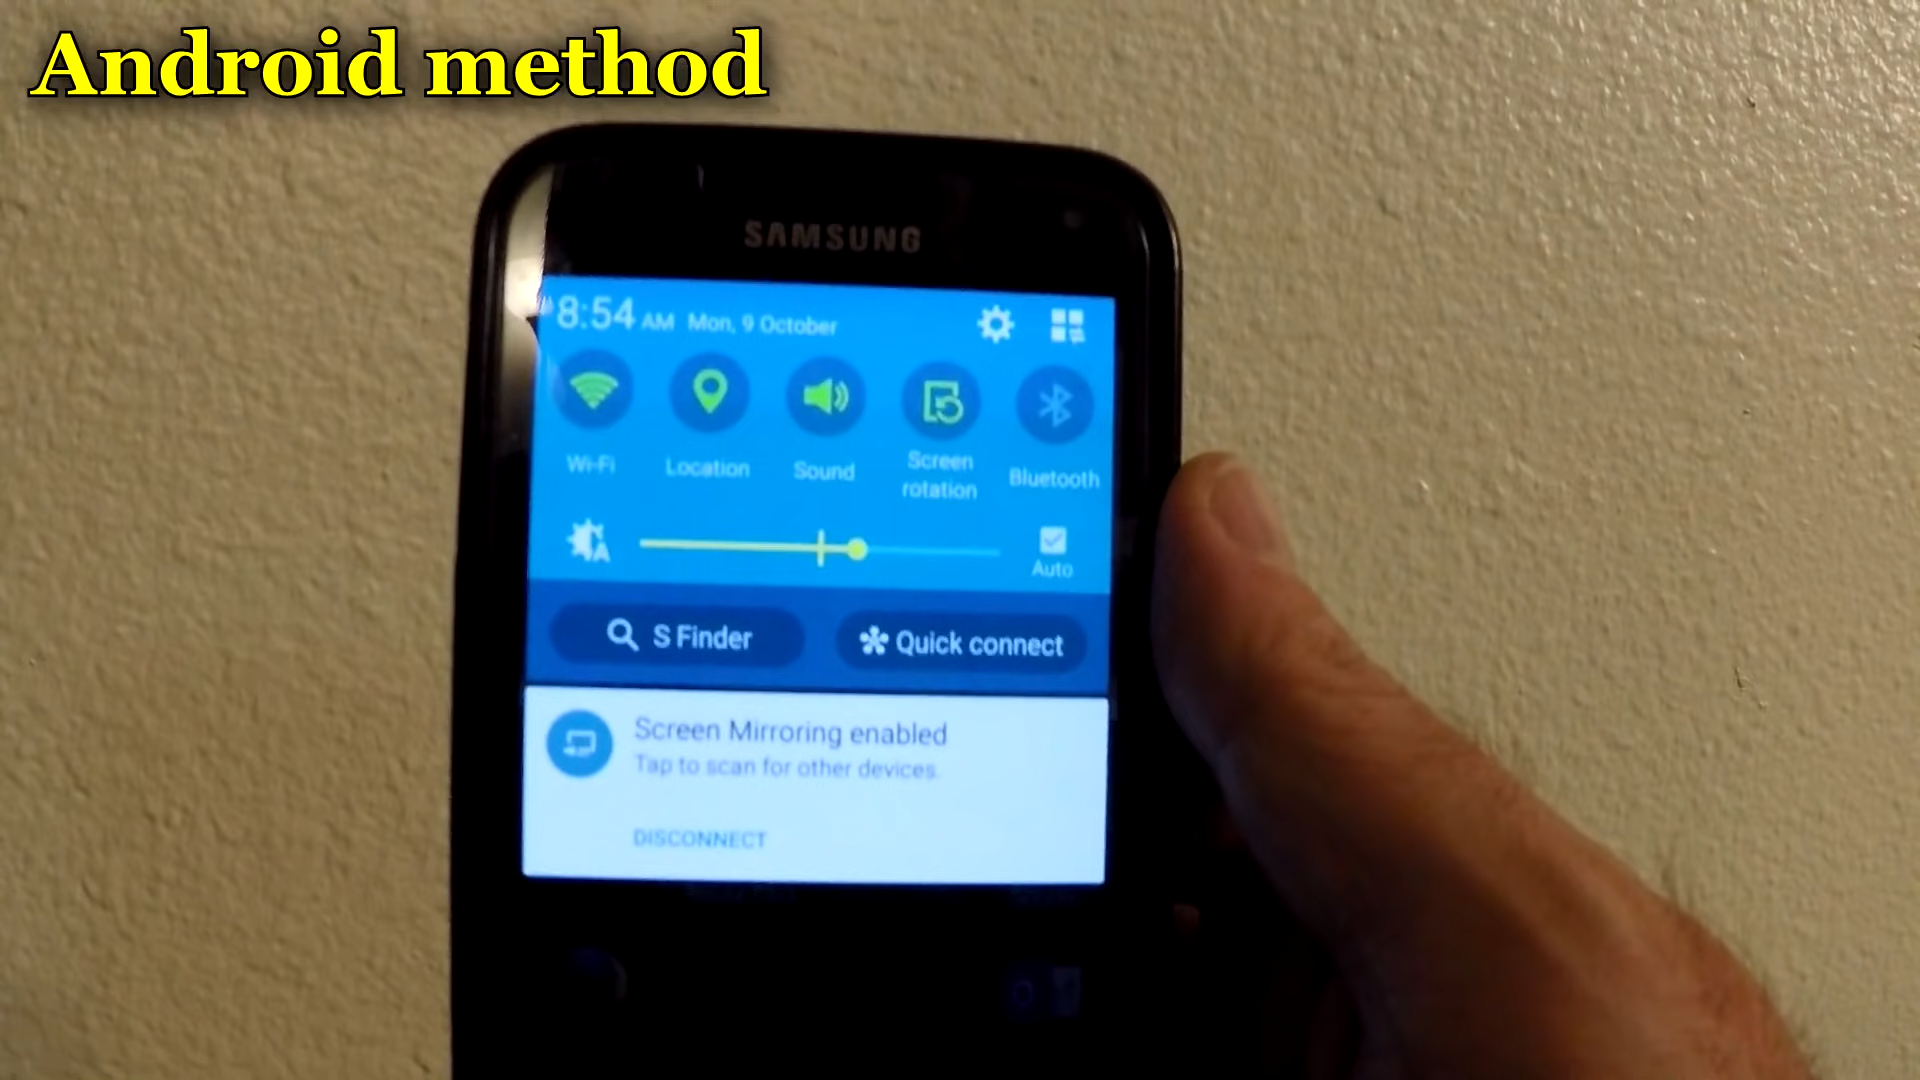 Android method
SAMSUNG
8:54 AM Mon, 9 October
Wi-Fi
Location
Sound
Screen
rotation
Bluetooth
A
Auto
S Finder
Quick connect
Screen Mirroring enabled
Tap to scan for other devices.
DISCONNECT